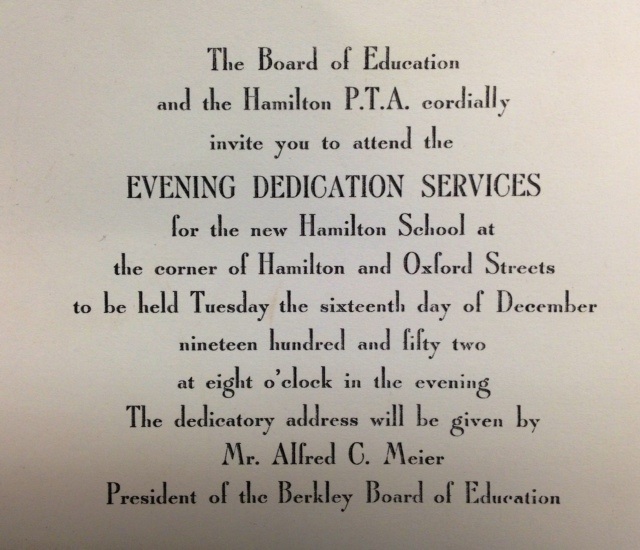 The Board of Education
and the Hamilton P.T.A. cordially
invite you to attend the
EVENING DEDICATION SERVICES
for the new Hamilton School at
the corner of Hamilton and Oxford Streets
to be held Tuesday the sixteenth day of December
nineteen hundred and fifty two
at eight o'clock in the evening
The dedicatory address will be given by
Mr. Alfred C. Meier
President of the Berkley Board of Education